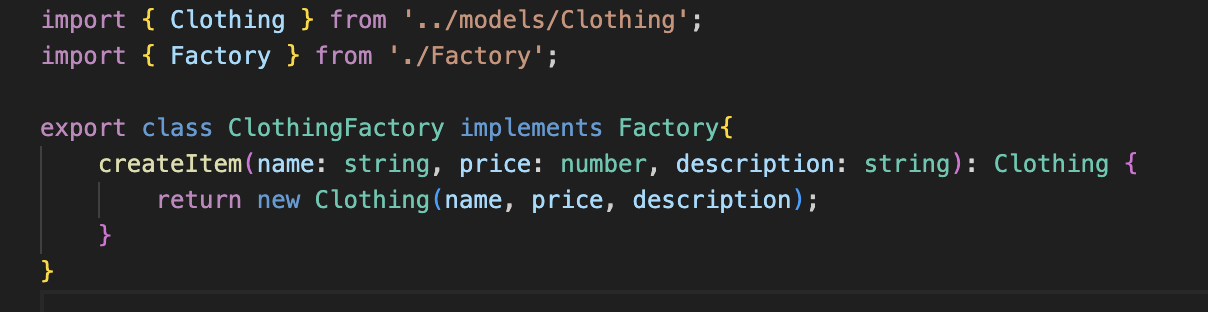 import { Clothing } from '../models/Clothing';
import { Factory } from './Factory';
export class ClothingFactory implements Factory{
createItem(name: string, price: number, description: string): Clothing {
return new Clothing(name, price, description);
}
}